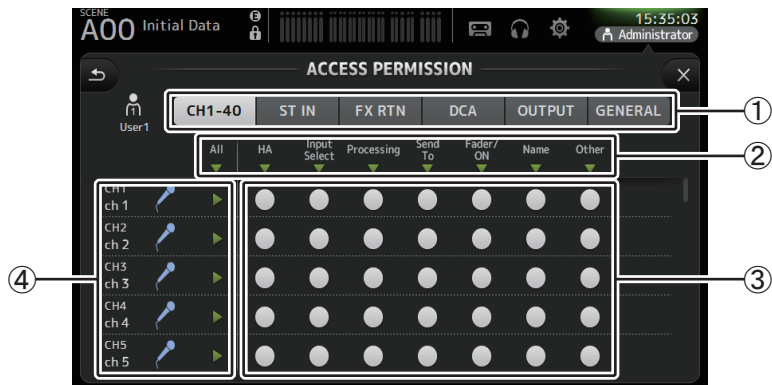 SCENE
A00 Initial Data
E
15:35:03
Administrator
ACCESS PERMISSION
1
User1
CH1-40 ST IN FX RTN DCA OUTPUT GENERAL
①
All HA Input Select Processing Send To Fader/ON Name Other
②
CH1
ch 1
CH2
ch 2
CH3
ch 3
④
③
CH4
ch 4
CH5
ch 5